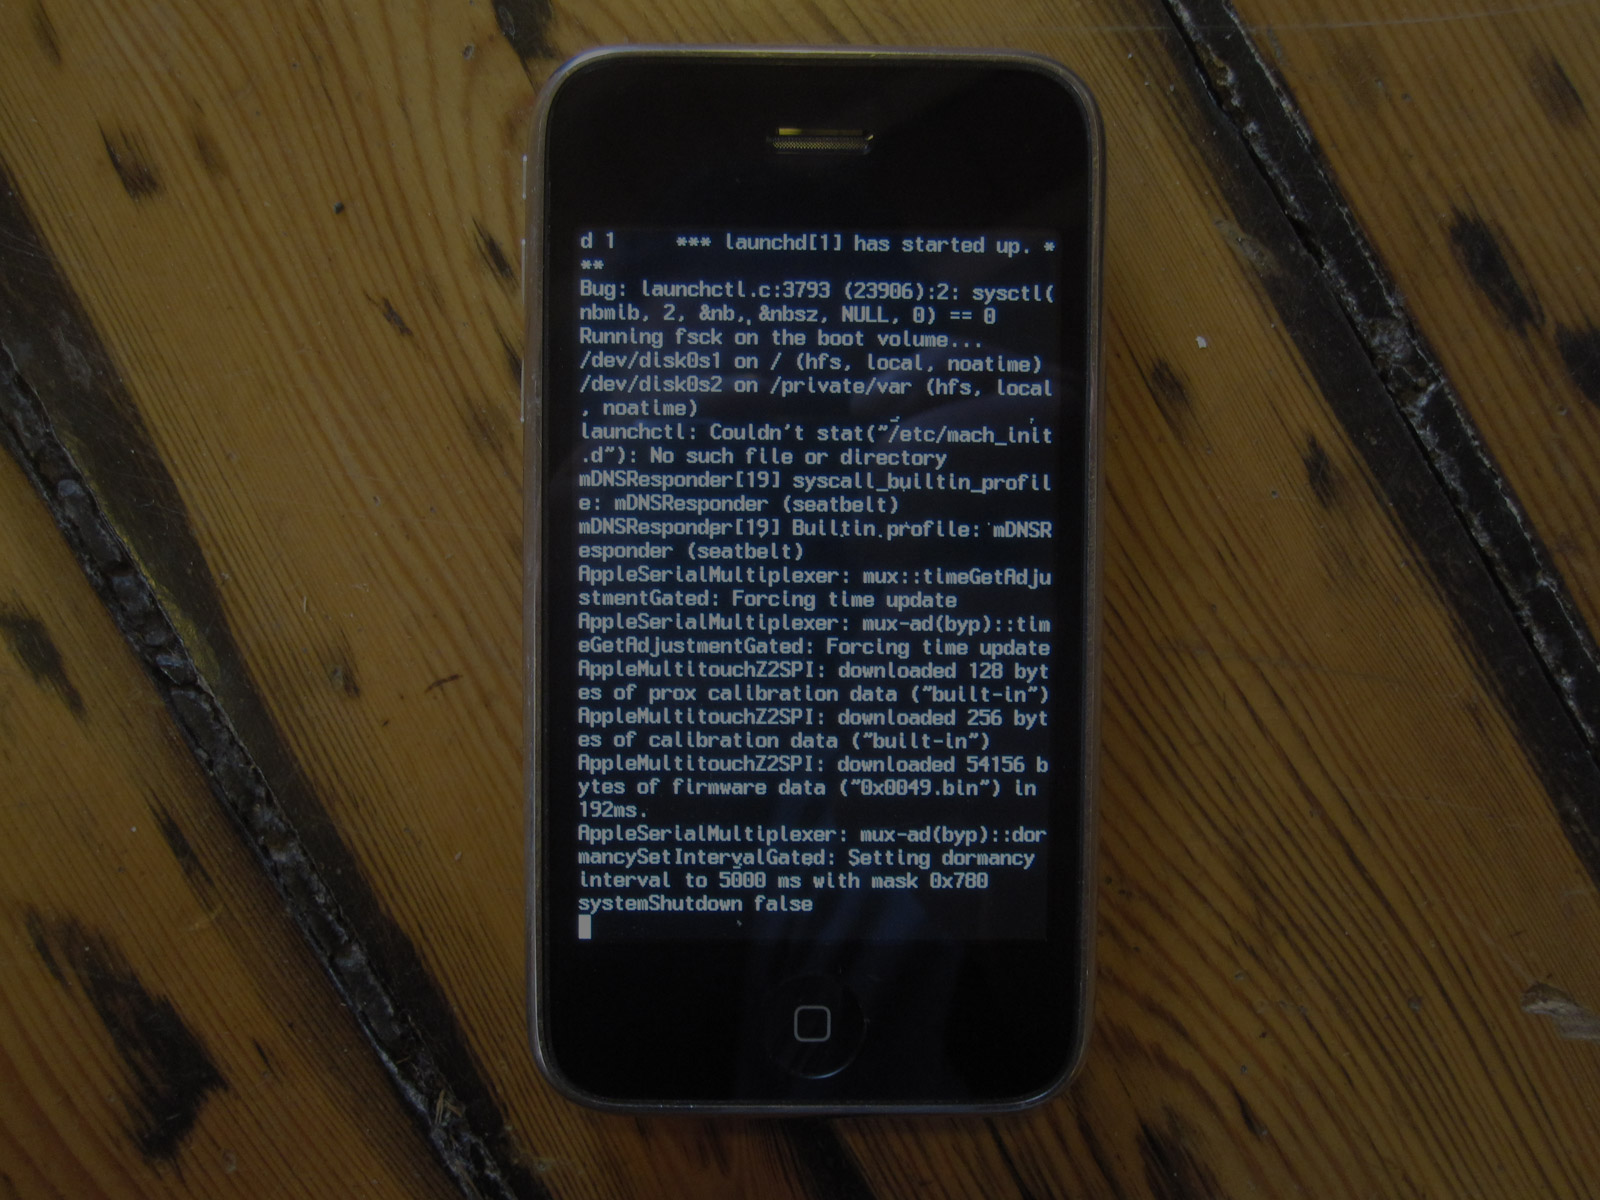 d 1     *** launchd[1] has started up. *
**
Bug: launchctl.c:3793 (23906):2: sysctl(
nbmib, 2, &nb, &nbsz, NULL, 0) == 0
Running fsck on the boot volume...
/dev/disk0s1 on / (hfs, local, noatime)
/dev/disk0s2 on /private/var (hfs, local
, noatime)
launchctl: Couldn't stat("/etc/mach_init
.d"): No such file or directory
mDNSResponder[19] syscall_builtin_profil
e: mDNSResponder (seatbelt)
mDNSResponder[19] Builtin profile: mDNSR
esponder (seatbelt)
AppleSerialMultiplexer: mux::timeGetAdju
stmentGated: Forcing time update
AppleSerialMultiplexer: mux-ad(byp)::tim
eGetAdjustmentGated: Forcing time update
AppleMultitouchZ2SPI: downloaded 128 byt
es of prox calibration data ("built-in")
AppleMultitouchZ2SPI: downloaded 256 byt
es of calibration data ("built-in")
AppleMultitouchZ2SPI: downloaded 54156 b
ytes of firmware data ("0x0049.bin") in
192ms.
AppleSerialMultiplexer: mux-ad(byp)::dor
mancySetIntervalGated: Setting dormancy
interval to 5000 ms with mask 0x780
systemShutdown false